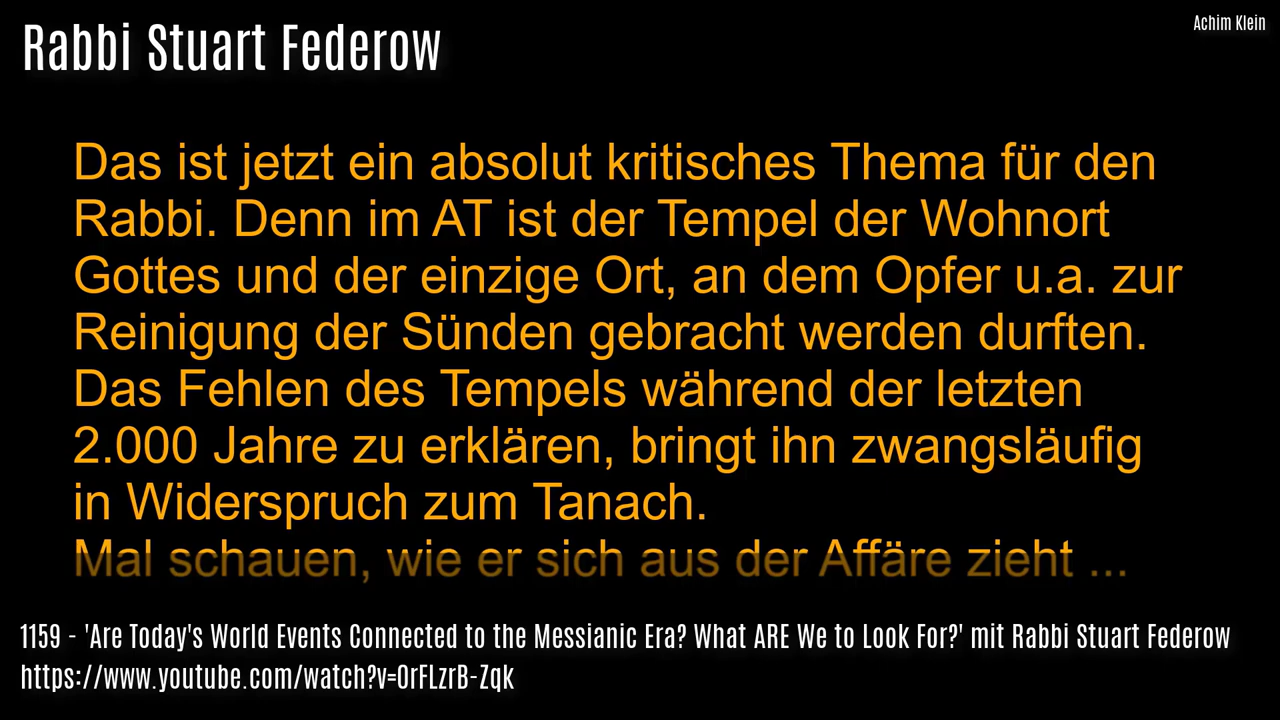 Rabbi Stuart Federow
Achim Klein
Das ist jetzt ein absolut kritisches Thema für den
Rabbi. Denn im AT ist der Tempel der Wohnort
Gottes und der einzige Ort, an dem Opfer u.a. zur
Reinigung der Sünden gebracht werden durften.
Das Fehlen des Tempels während der letzten
2.000 Jahre zu erklären, bringt ihn zwangsläufig
in Widerspruch zum Tanach.
Mal schauen, wie er sich aus der Affäre zieht ...
1159 - 'Are Today's World Events Connected to the Messianic Era? What ARE We to Look For?' mit Rabbi Stuart Federow
https://www.youtube.com/watch?v=OrFLzrB-Zqk